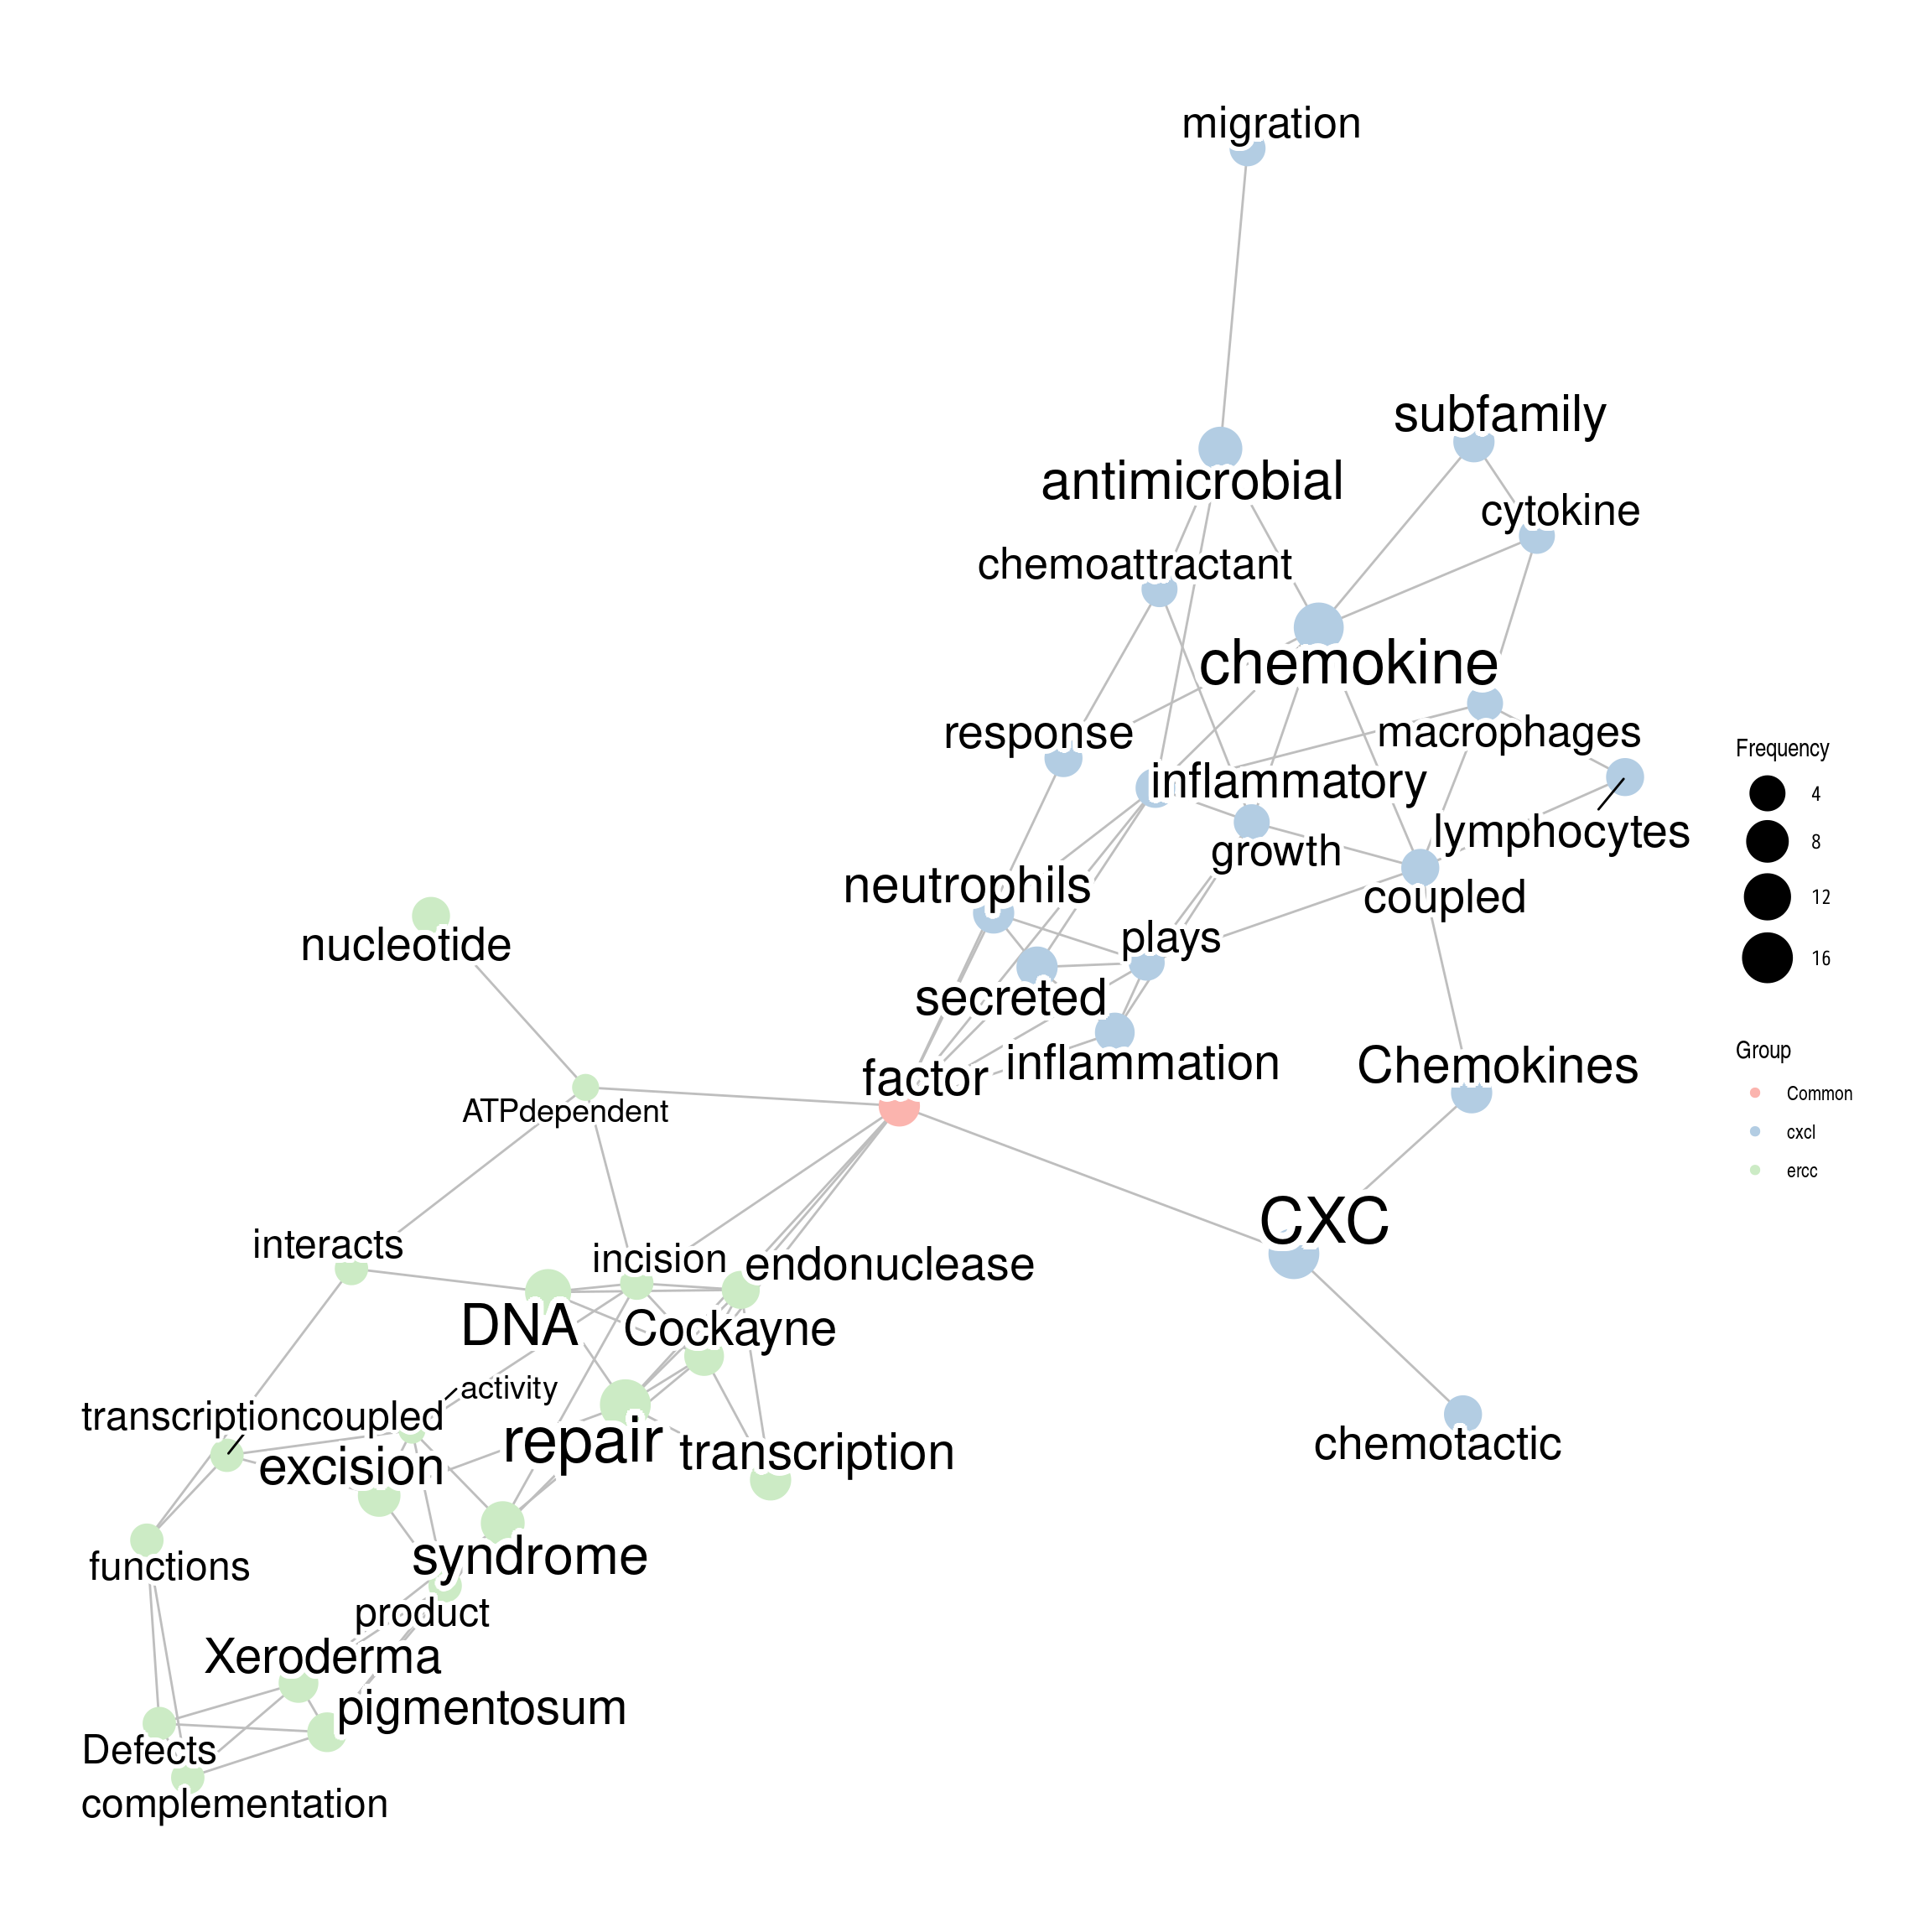 migration
subfamily
antimicrobial
cytokine
chemoattractant
chemokine
response
macrophages
inflammatory
lymphocytes
growth
neutrophils
coupled
plays
nucleotide
secreted
inflammation
Chemokines
factor
ATPdependent
CXC
interacts
incision
endonuclease
DNA
Cockayne
activity
transcriptioncoupled
repair
transcription
chemotactic
excision
syndrome
functions
product
Xeroderma
pigmentosum
Defects
complementation
Frequency
4
8
12
16
Group
Common
cxcl
ercc